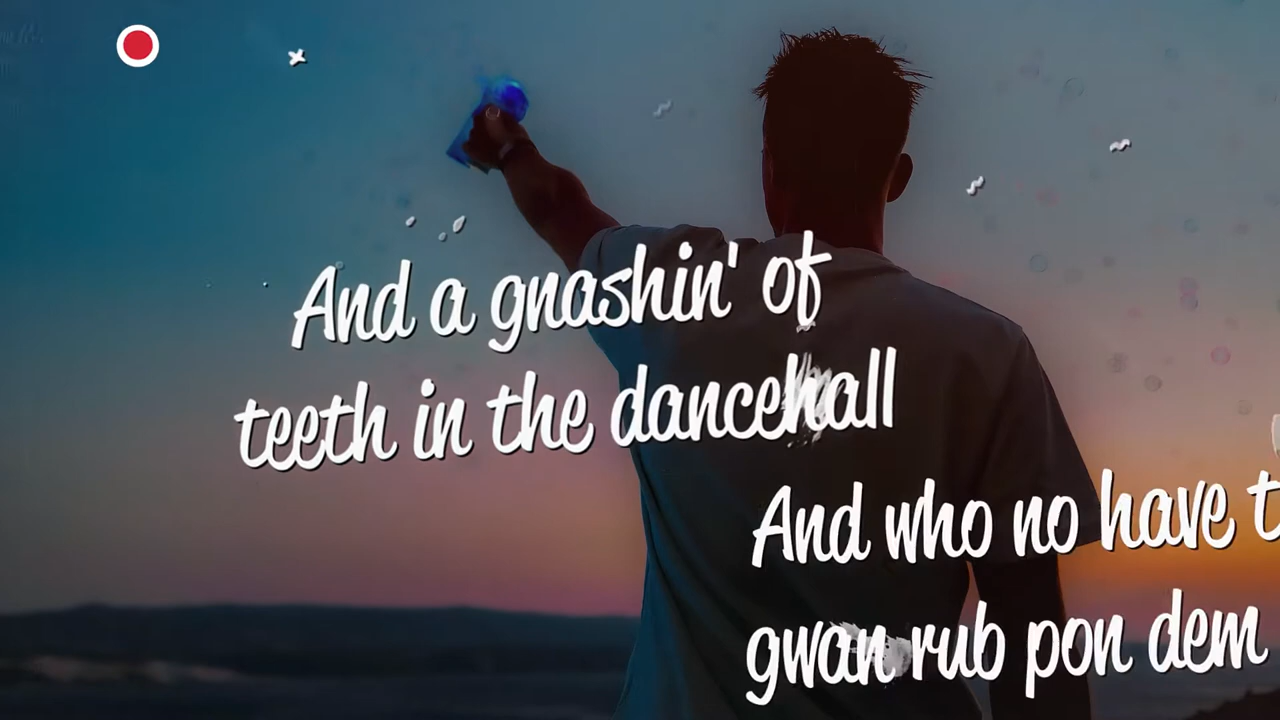 And a gnashin' of
teeth in the dancehall
And who no have t
gwan rub pon dem